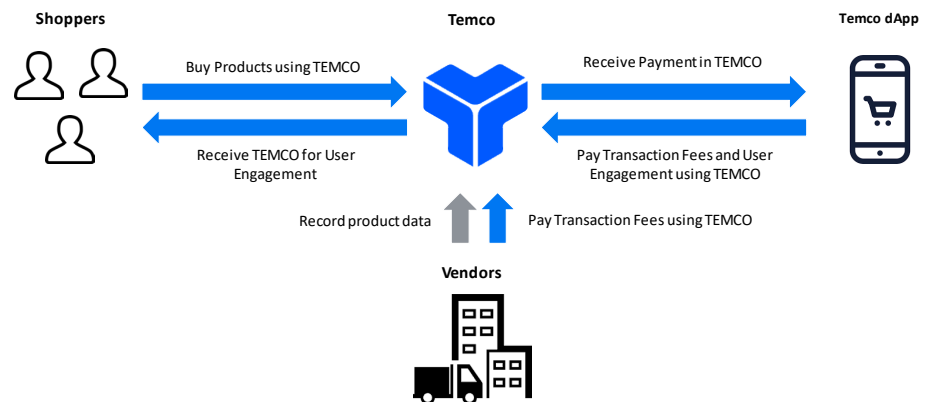 Shoppers
Temco
Temco dApp
Buy Products using TEMCO
Receive Payment in TEMCO
Receive TEMCO for User
Engagement
Pay Transaction Fees and User
Engagement using TEMCO
Record product data
Pay Transaction Fees using TEMCO
Vendors